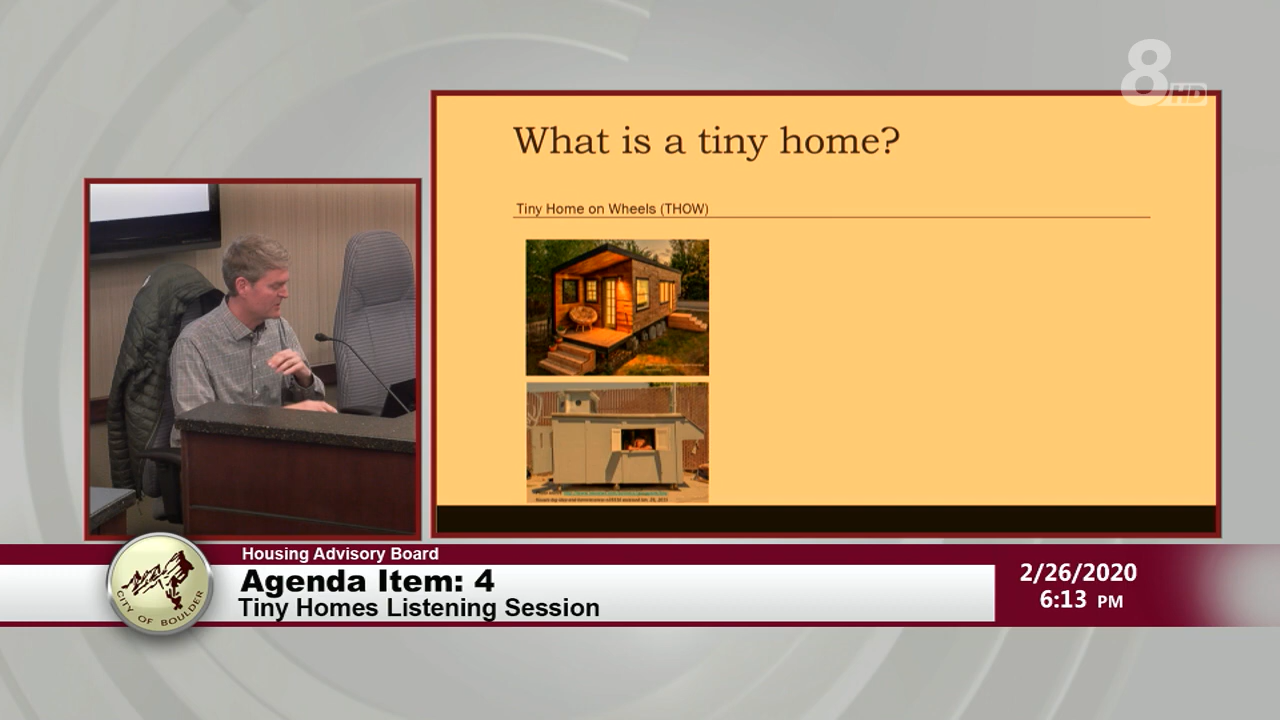 8HD
What is a tiny home?
Tiny Home on Wheels (THOW)
Housing Advisory Board
Agenda Item: 4
Tiny Homes Listening Session
CITY OF BOULDER
2/26/2020
6:13 PM